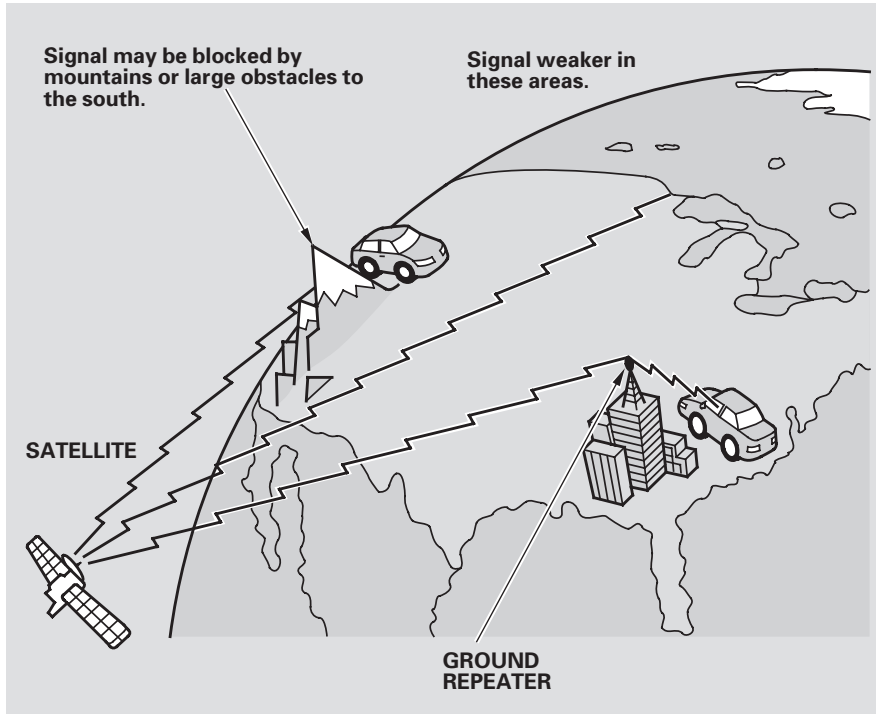 Signal may be blocked by
mountains or large obstacles to
the south.
Signal weaker in
these areas.
SATELLITE
GROUND
REPEATER